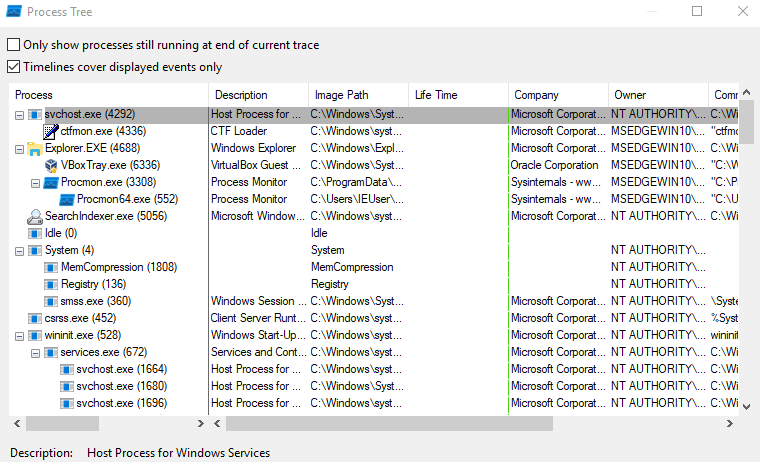 Process Tree
Only show processes still running at end of current trace
Timelines cover displayed events only
Process Description Image Path Life Time Company Owner Comm
svchost.exe (4292) Host Process for ... C:\Windows\Syst... Microsoft Corporat... NT AUTHORITY\... C:\Wi
ctfmon.exe (4336) CTF Loader C:\Windows\Syst... Microsoft Corporat... MSEDGEWIN10\... "ctfmo
Explorer.EXE (4688) Windows Explorer C:\Windows\Expl... Microsoft Corporat... MSEDGEWIN10\... C:\Wi
VBoxTray.exe (6336) VirtualBox Guest ... C:\Windows\Syst... Oracle Corporation MSEDGEWIN10\... "C:\W
Procmon.exe (3308) Process Monitor C:\ProgramData\... Sysinternals - ww... MSEDGEWIN10\... "C:\P
Procmon64.exe (552) Process Monitor C:\Users\IEUser\... Sysinternals - ww... MSEDGEWIN10\... "C:\U
SearchIndexer.exe (5056) Microsoft Window... C:\Windows\syst... Microsoft Corporat... NT AUTHORITY\... C:\Wi
Idle (0) Idle
System (4) System NT AUTHORITY\...
MemCompression (1808) MemCompression NT AUTHORITY\...
Registry (136) Registry NT AUTHORITY\...
smss.exe (360) Windows Session ... C:\Windows\Syst... Microsoft Corporat... NT AUTHORITY\... \Syste
csrss.exe (452) Client Server Runt... C:\Windows\syst... Microsoft Corporat... NT AUTHORITY\... %Syst
wininit.exe (528) Windows Start-Up... C:\Windows\syst... Microsoft Corporat... NT AUTHORITY\... wininit
services.exe (672) Services and Cont... C:\Windows\syst... Microsoft Corporat... NT AUTHORITY\... C:\Wi
svchost.exe (1664) Host Process for ... C:\Windows\syst... Microsoft Corporat... NT AUTHORITY\... C:\Wi
svchost.exe (1680) Host Process for ... C:\Windows\syst... Microsoft Corporat... NT AUTHORITY\... C:\Wi
svchost.exe (1696) Host Process for ... C:\Windows\syst... Microsoft Corporat... NT AUTHORITY\... C:\Wi
Description: Host Process for Windows Services